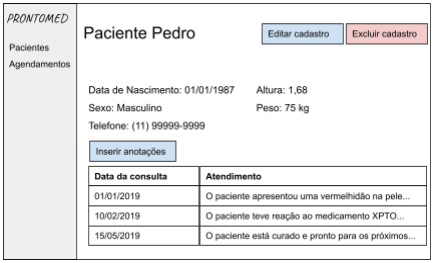 PRONTOMED
Pacientes
Agendamentos
Paciente Pedro
Editar cadastro
Excluir cadastro
Data de Nascimento: 01/01/1987
Altura: 1,68
Sexo: Masculino
Peso: 75 kg
Telefone: (11) 99999-9999
Inserir anotações
Data da consulta
Atendimento
01/01/2019
O paciente apresentou uma vermelhidão na pele...
10/02/2019
O paciente teve reação ao medicamento XPTO...
15/05/2019
O paciente está curado e pronto para os próximos...